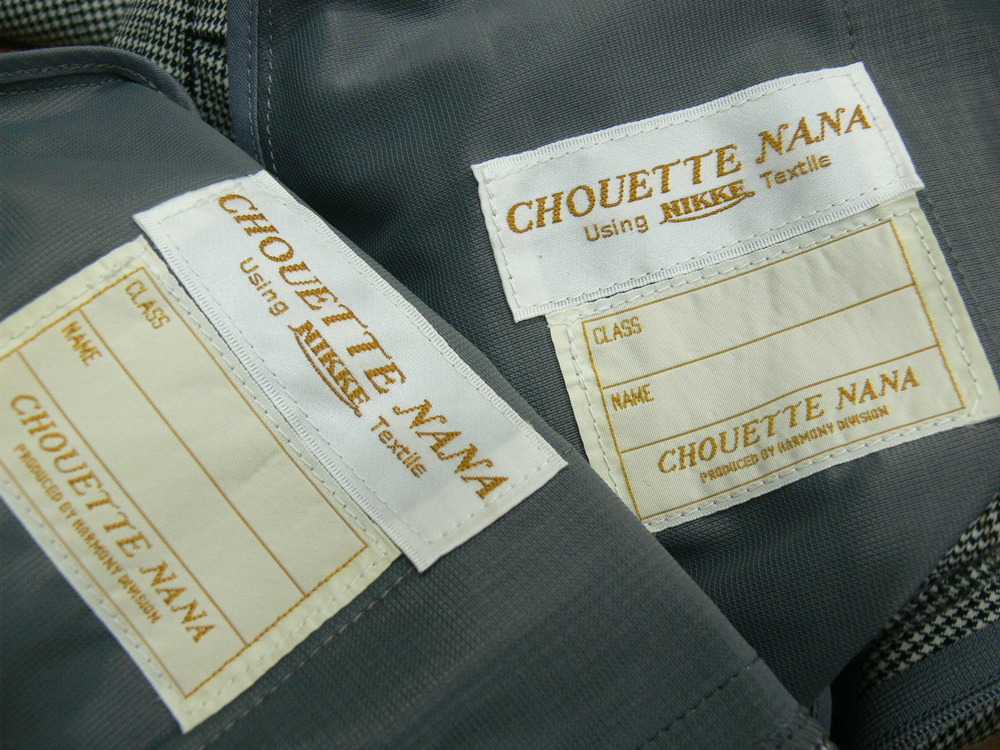 CHOUETTE NANA
Using NIKKE Textile
CLASS
NAME
CHOUETTE NANA
PRODUCED BY HARMONY DIVISION
CHOUETTE NANA
Using NIKKE Textile
CLASS
NAME
CHOUETTE NANA
PRODUCED BY HARMONY DIVISION